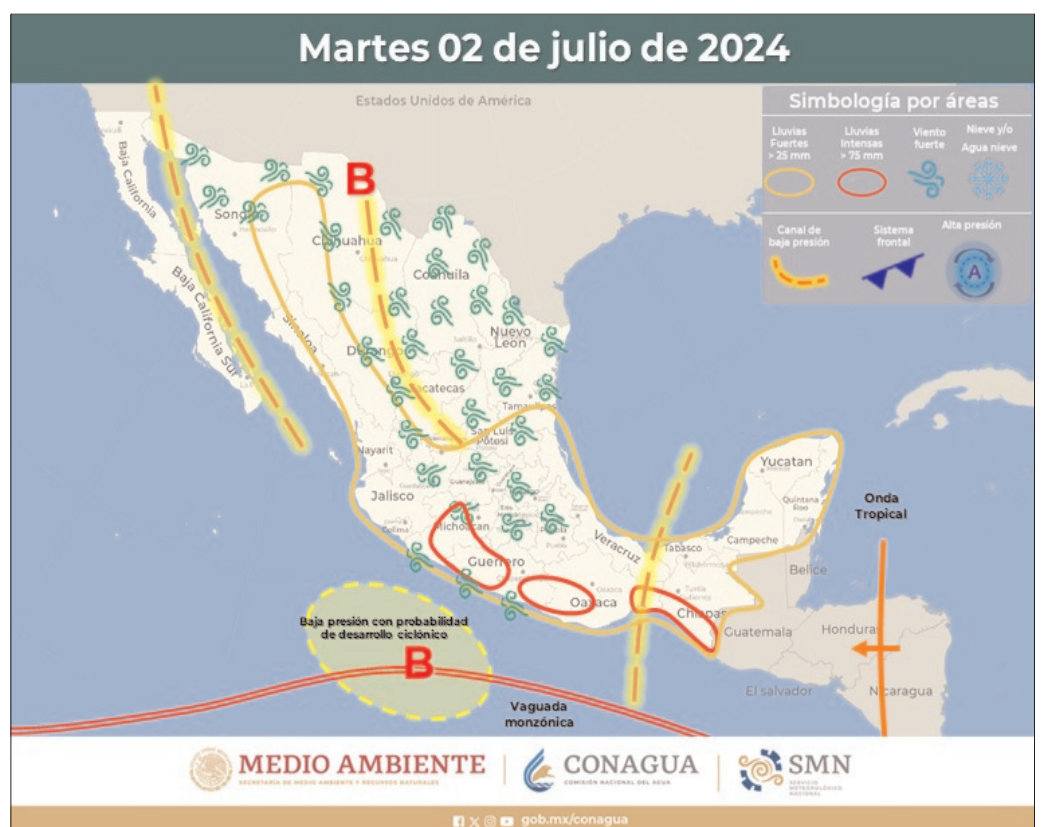 Martes 02 de julio de 2024
Estados Unidos de América
Simbología por áreas
Lluvias
Fuertes
> 25 mm
Lluvias
Intensas
> 75 mm
Viento
fuerte
Nieve y/o
Agua nieve
Canal de
baja presión
Sistema
frontal
Alta presión
A
Baja California
Sonora
B
Chihuahua
Coahuila
Baja California Sur
Sinaloa
Nuevo
León
Durango
Zacatecas
Tamaulipas
San Luis
Potosí
Nayarit
Yucatan
Jalisco
Quintana
Roo
Onda
Tropical
Michoacan
Colima
Veracruz
Tabasco
Campeche
Guerrero
Belice
Oaxaca
Chiapas
Guatemala
Honduras
Baja presión con probabilidad
de desarrollo ciclónico
B
El salvador
Nicaragua
Vaguada
monzónica
MEDIO AMBIENTE
SECRETARÍA DE MEDIO AMBIENTE Y RECURSOS NATURALES
CONAGUA
COMISIÓN NACIONAL DEL AGUA
SMN
SERVICIO
METEOROLÓGICO
NACIONAL
gob.mx/conagua